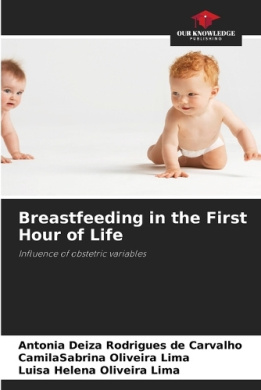 OUR KNOWLEDGE
PUBLISHING
Breastfeeding in the First
Hour of Life
Influence of obstetric variables
Antonia Deiza Rodrigues de Carvalho
CamilaSabrina Oliveira Lima
Luisa Helena Oliveira Lima